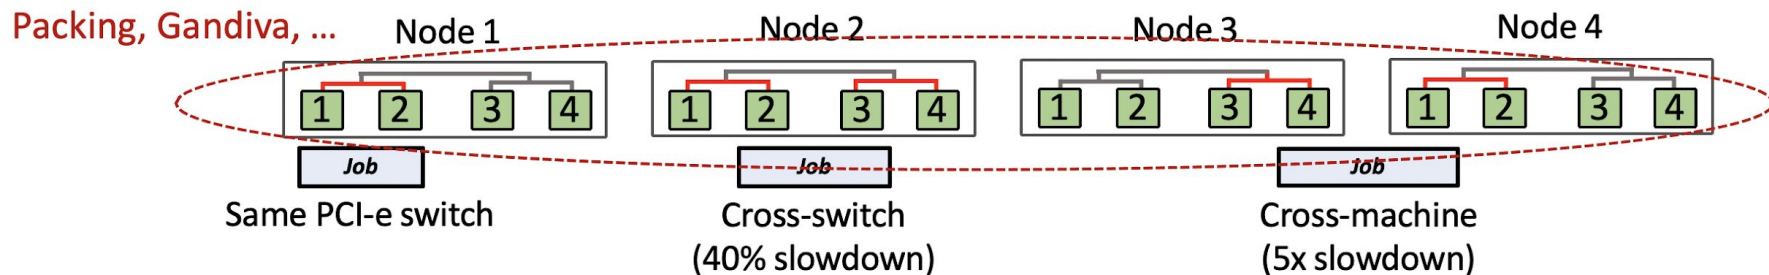 Packing, Gandiva, ...
Node 1
Node 2
Node 3
Node 4
1 2 3 4
1 2 3 4
1 2 3 4
1 2 3 4
Job
Job
Job
Same PCI-e switch
Cross-switch
(40% slowdown)
Cross-machine
(5x slowdown)